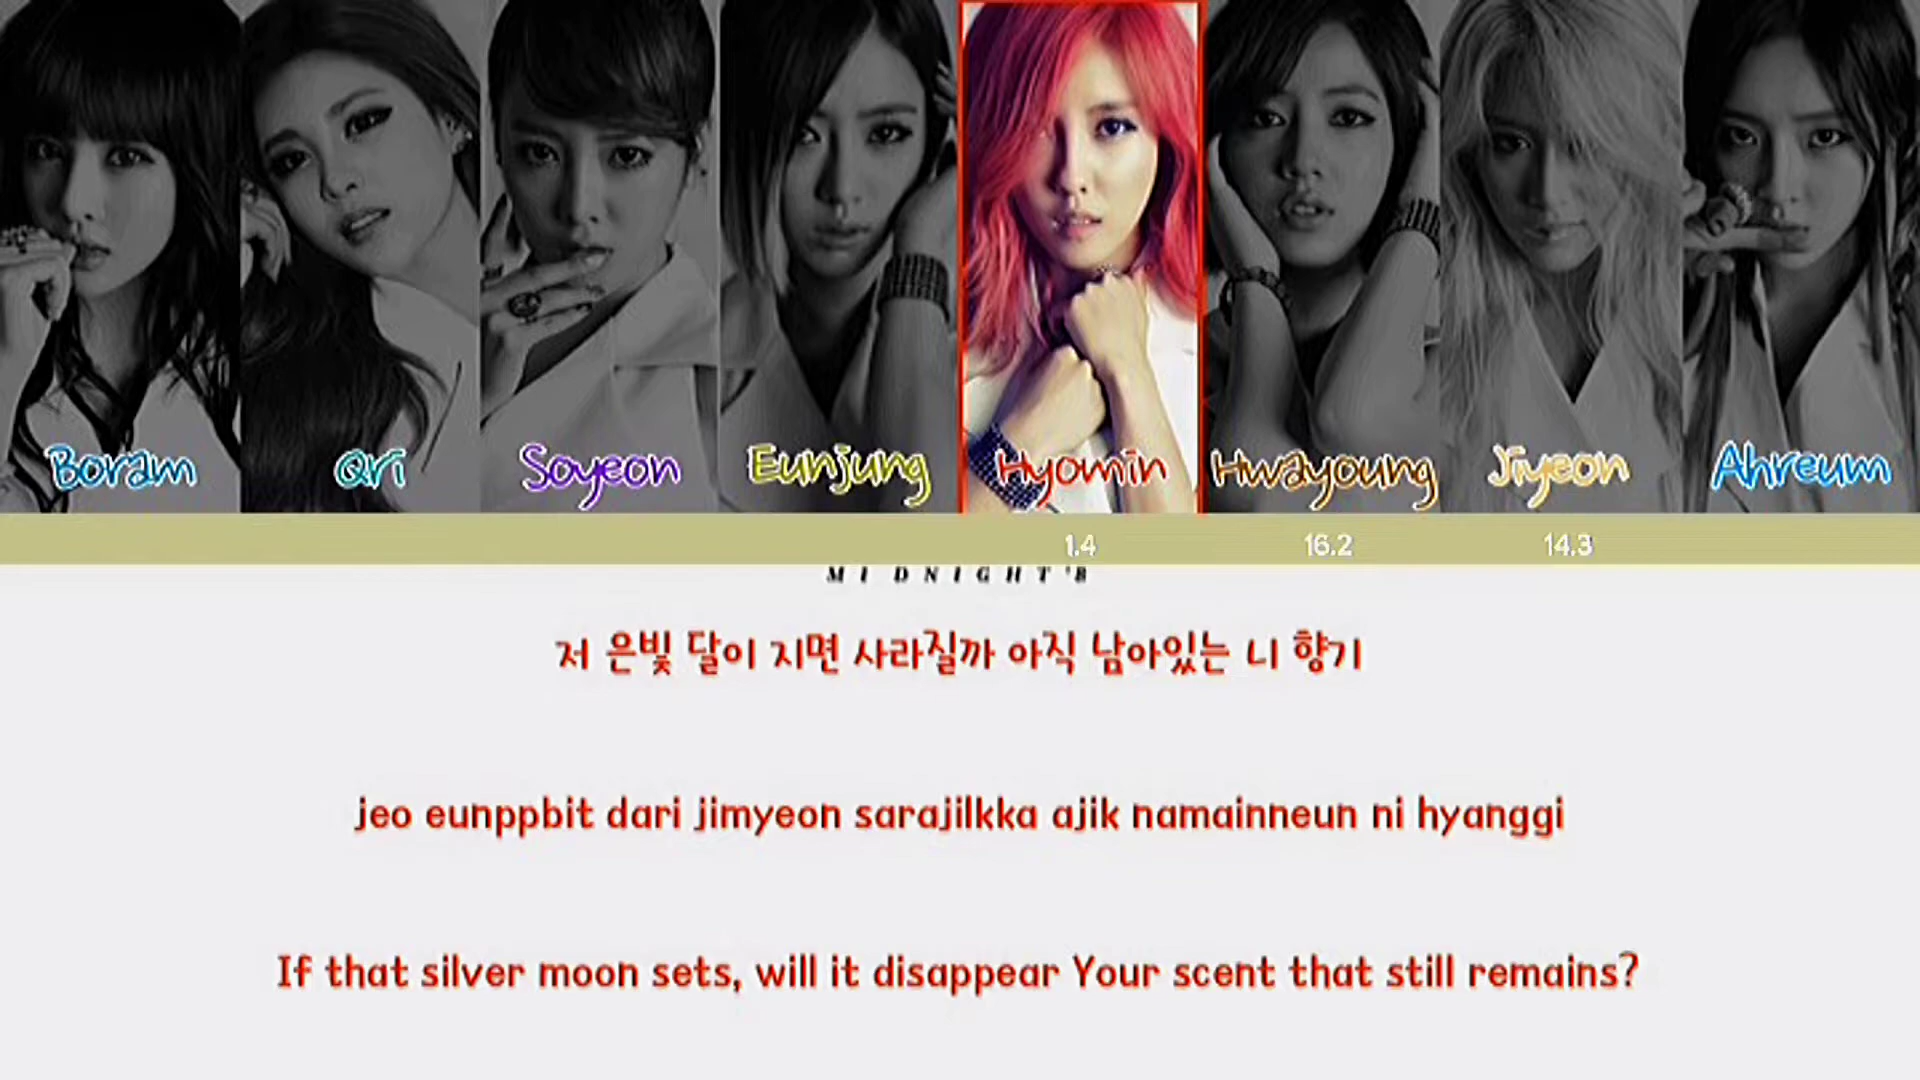 Boram Qri Soyeon Eunjung Hyomin Hwayoung Jiyeon Ahreum
1.4 16.2 14.3
MIDNIGHT'B
저 은빛 달이 지면 사라질까 아직 남아있는 니 향기
jeo eunppbit dari jimyeon sarajilkka ajik namainneun ni hyanggi
If that silver moon sets, will it disappear Your scent that still remains?